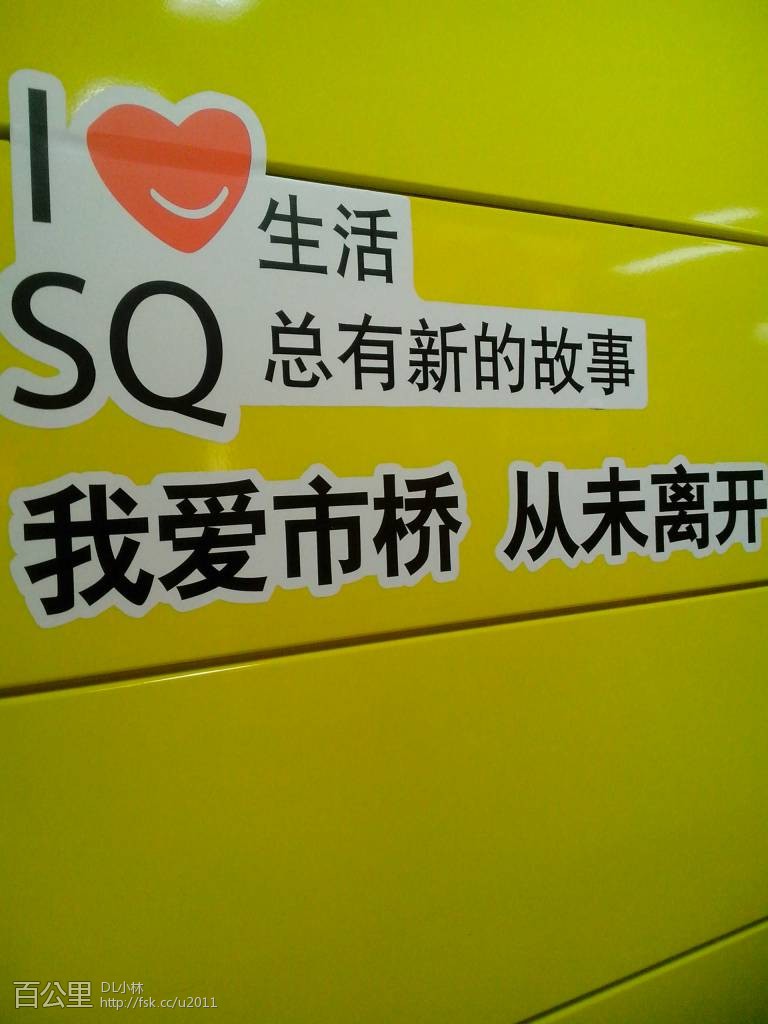 I
生活
SQ 总有新的故事
我爱市桥 从未离开
百公里 DL小林
http://fsk.cc/u2011